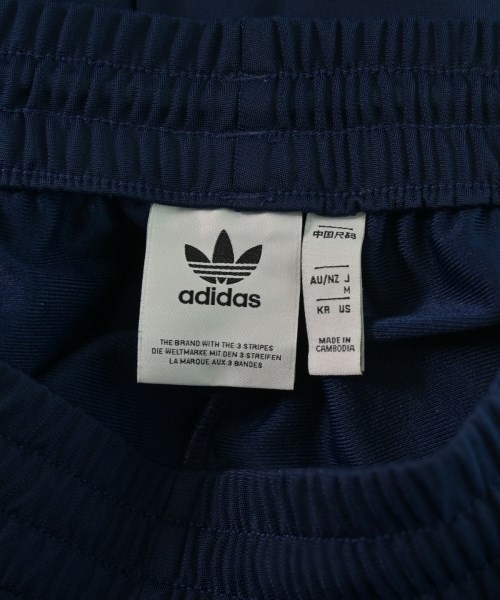 adidas
THE BRAND WITH THE 3 STRIPES
DIE WELTMARKE MIT DEN 3 STREIFEN
LA MARQUE AUX 3 BANDES
中国尺码
AU/NZ J
M
KR US
MADE IN
CAMBODIA